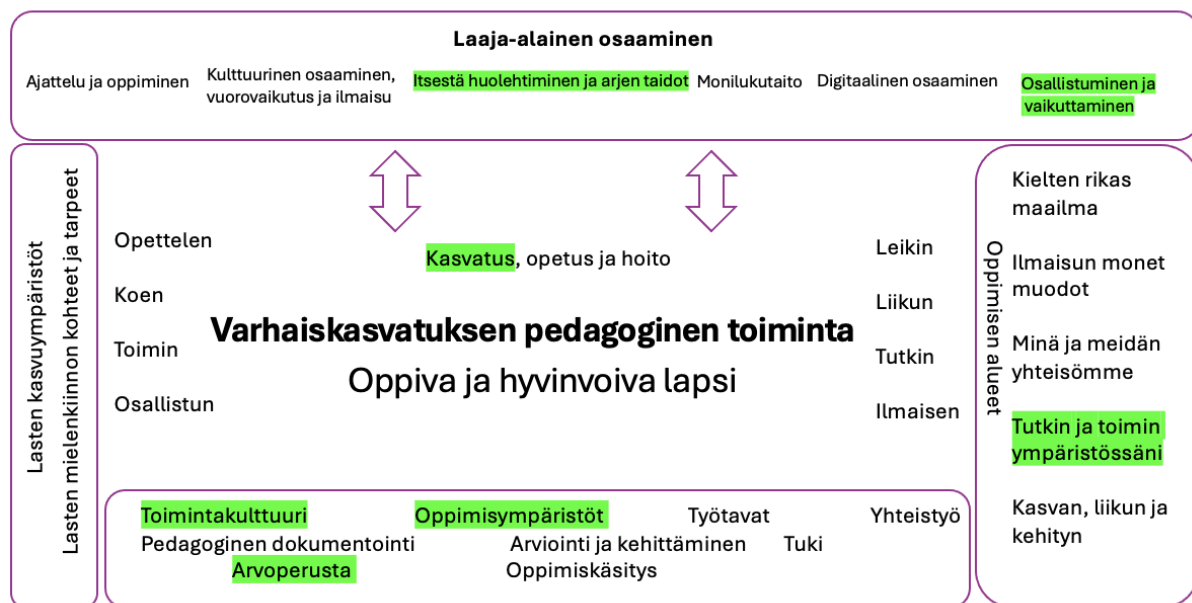 Laaja-alainen osaaminen
Ajattelu ja oppiminen
Kulttuurinen osaaminen,
vuorovaikutus ja ilmaisu
Itsestä huolehtiminen ja arjen taidot
Monilukutaito
Digitaalinen osaaminen
Osallistuminen ja
vaikuttaminen
Lasten kasvuympäristöt
Lasten mielenkiinnon kohteet ja tarpeet
Opettelen
Koen
Toimin
Osallistun
Kasvatus, opetus ja hoito
Varhaiskasvatuksen pedagoginen toiminta
Oppiva ja hyvinvoiva lapsi
Leikin
Liikun
Tutkin
Ilmaisen
Oppimisen alueet
Kielten rikas
maailma
Ilmaisun monet
muodot
Minä ja meidän
yhteisömme
Tutkin ja toimin
ympäristössäni
Kasvan, liikun ja
kehityn
Toimintakulttuuri Oppimisympäristöt Työtavat Yhteistyö
Pedagoginen dokumentointi Arviointi ja kehittäminen Tuki
Arvoperusta Oppimiskäsitys